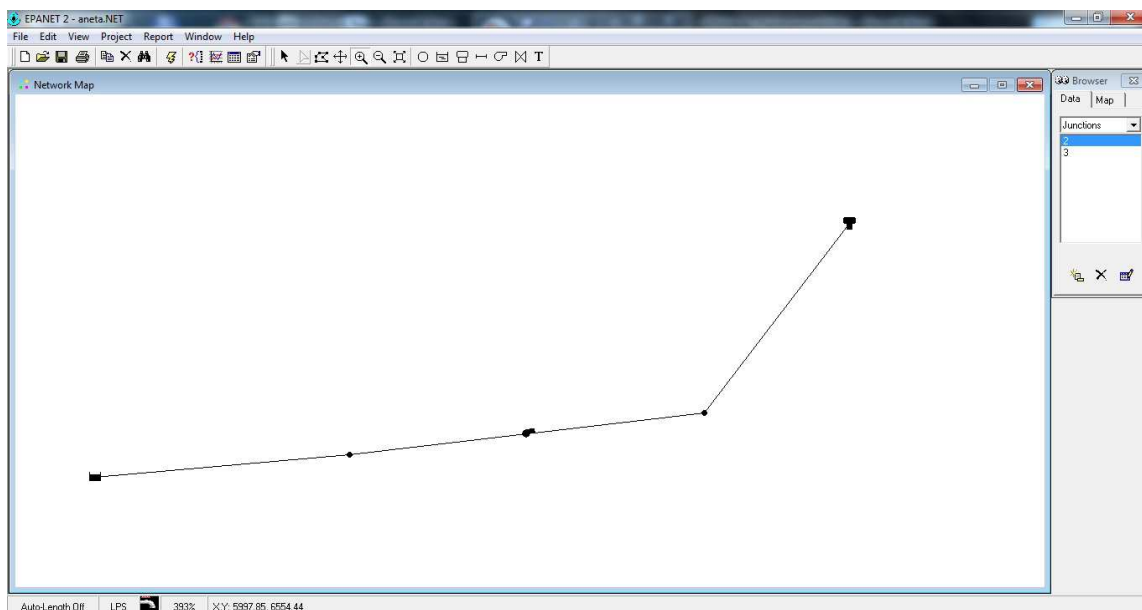 EPANET 2 - aneta.NET
File Edit View Project Report Window Help
T
Network Map
Browser
Data Map
Junctions
2
3
Auto-Length Off LPS 393% X,Y: 5997.85, 6554.44